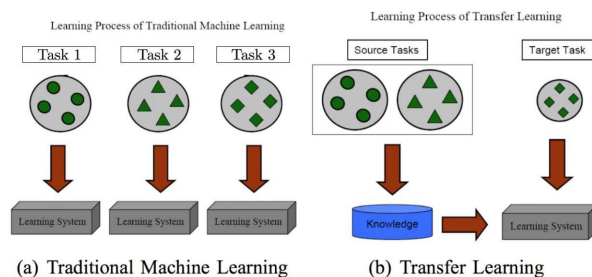 Learning Process of Traditional Machine Learning
Task 1
Task 2
Task 3
Learning System
Learning System
Learning System
(a) Traditional Machine Learning
Learning Process of Transfer Learning
Source Tasks
Target Task
Knowledge
Learning System
(b) Transfer Learning